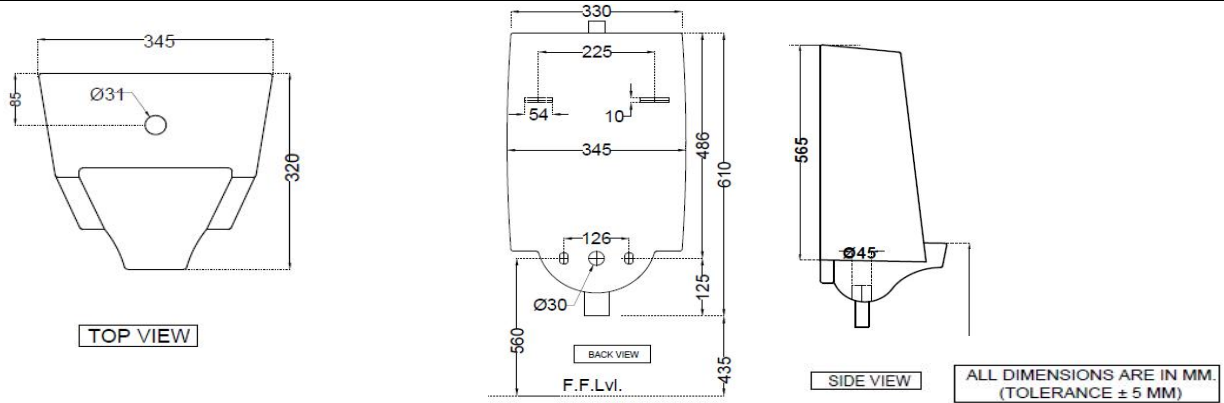 345
85
Ø31
320
TOP VIEW
330
225
54
10
345
486
610
126
Ø30
125
560
435
BACK VIEW
F.F.Lvl.
565
Ø45
SIDE VIEW
ALL DIMENSIONS ARE IN MM.
(TOLERANCE ± 5 MM)